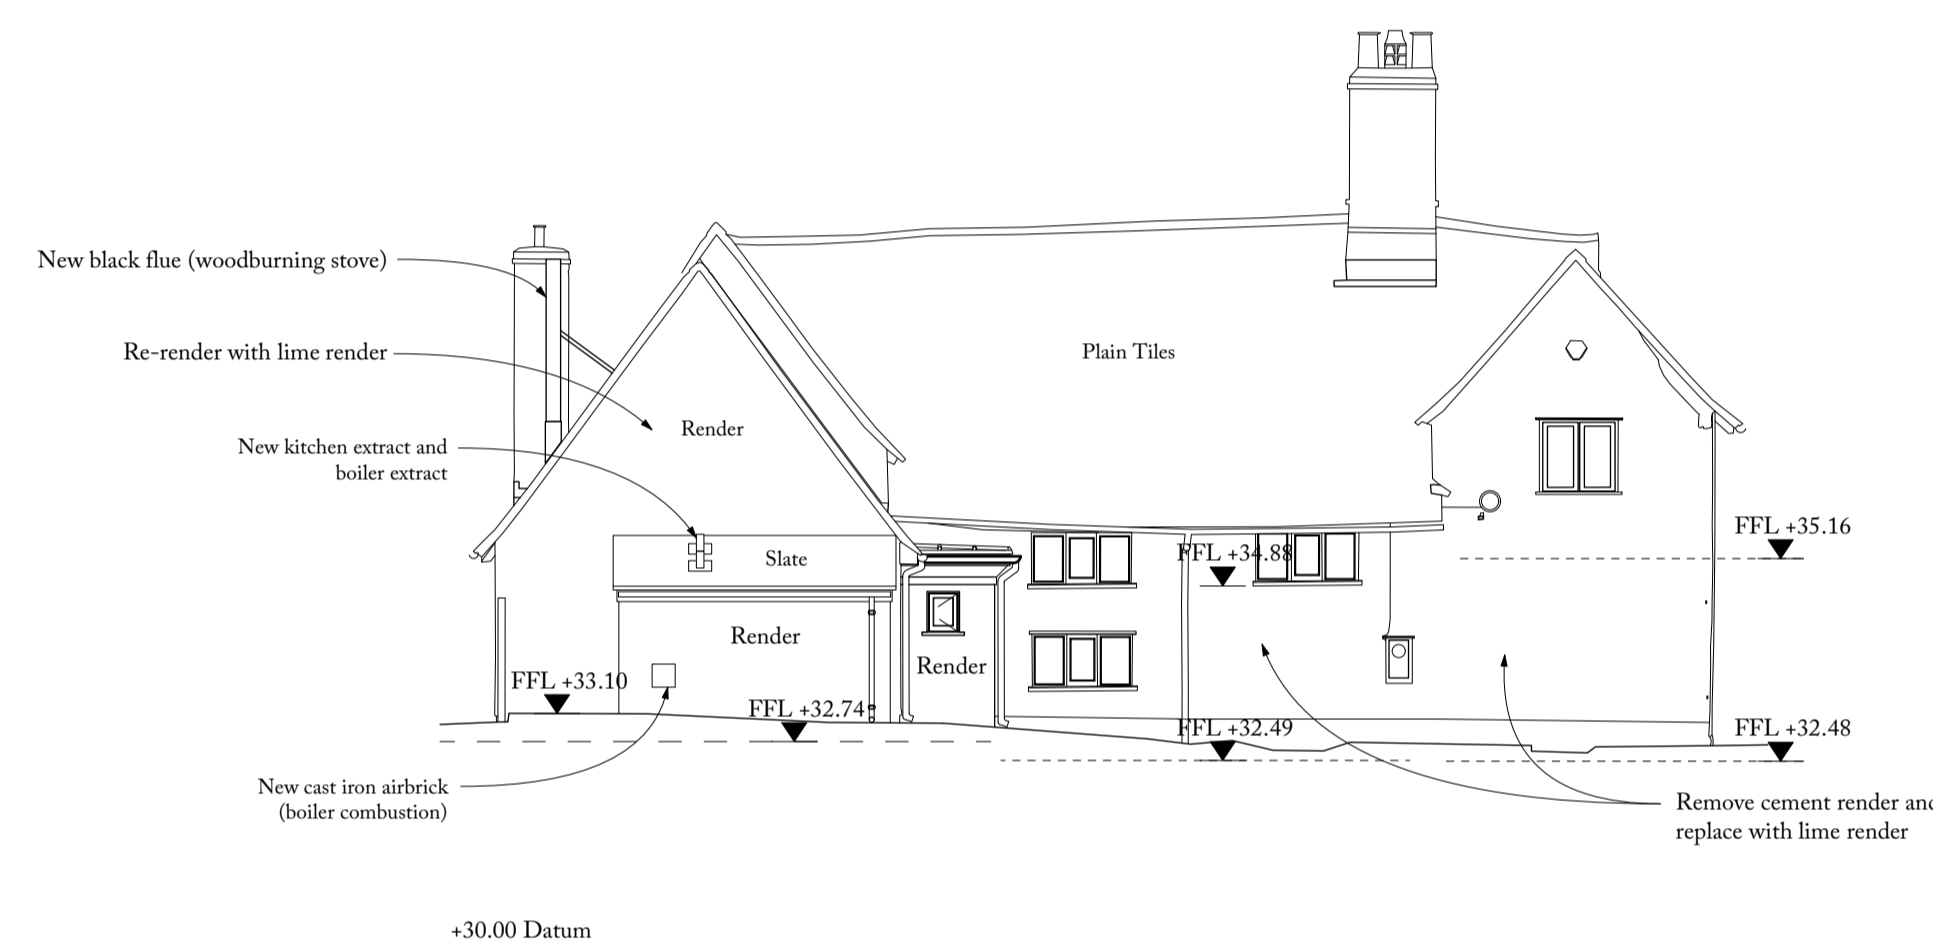 New black flue (woodburning stove)
Re-render with lime render
Plain Tiles
Render
New kitchen extract and
boiler extract
FFL +35.16
FFL +34.88
Slate
Render
Render
FFL +33.10
FFL +32.74
FFL +32.49
FFL +32.48
New cast iron airbrick
(boiler combustion)
Remove cement render and
replace with lime render
+30.00 Datum